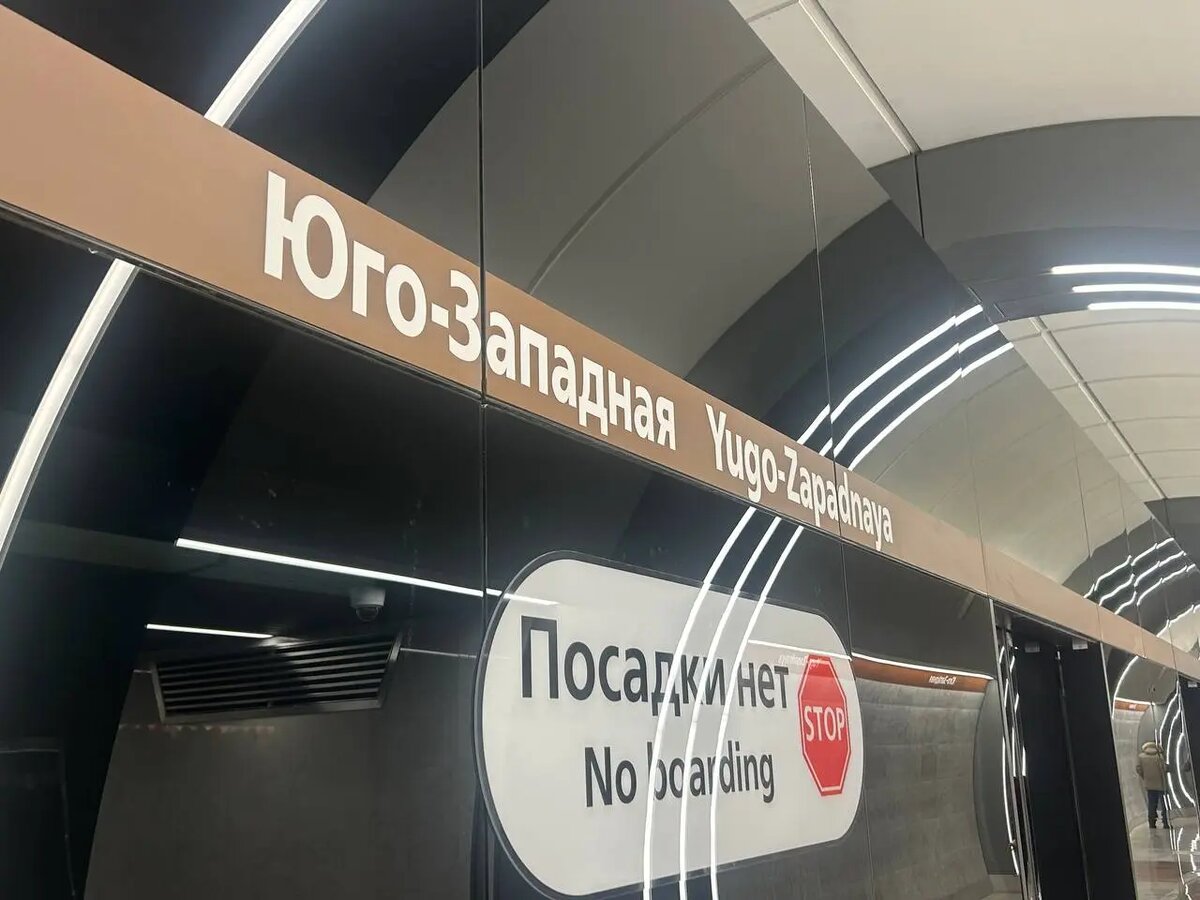 Юго-Западная Yugo-Zapadnaya
Посадки нет
No boarding
STOP